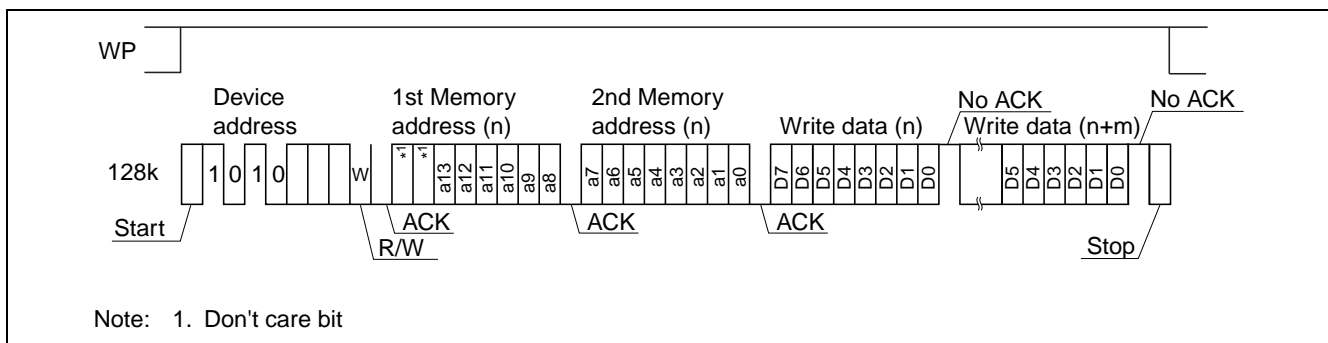 WP
Device address
1st Memory address (n)
2nd Memory address (n)
Write data (n)
No ACK
Write data (n+m)
No ACK
128k
1 0 1 0
W
*1 *1 a13 a12 a11 a10 a9 a8
a7 a6 a5 a4 a3 a2 a1 a0
D7 D6 D5 D4 D3 D2 D1 D0
D5 D4 D3 D2 D1 D0
Start
R/W
ACK
ACK
ACK
Stop
Note: 1. Don't care bit